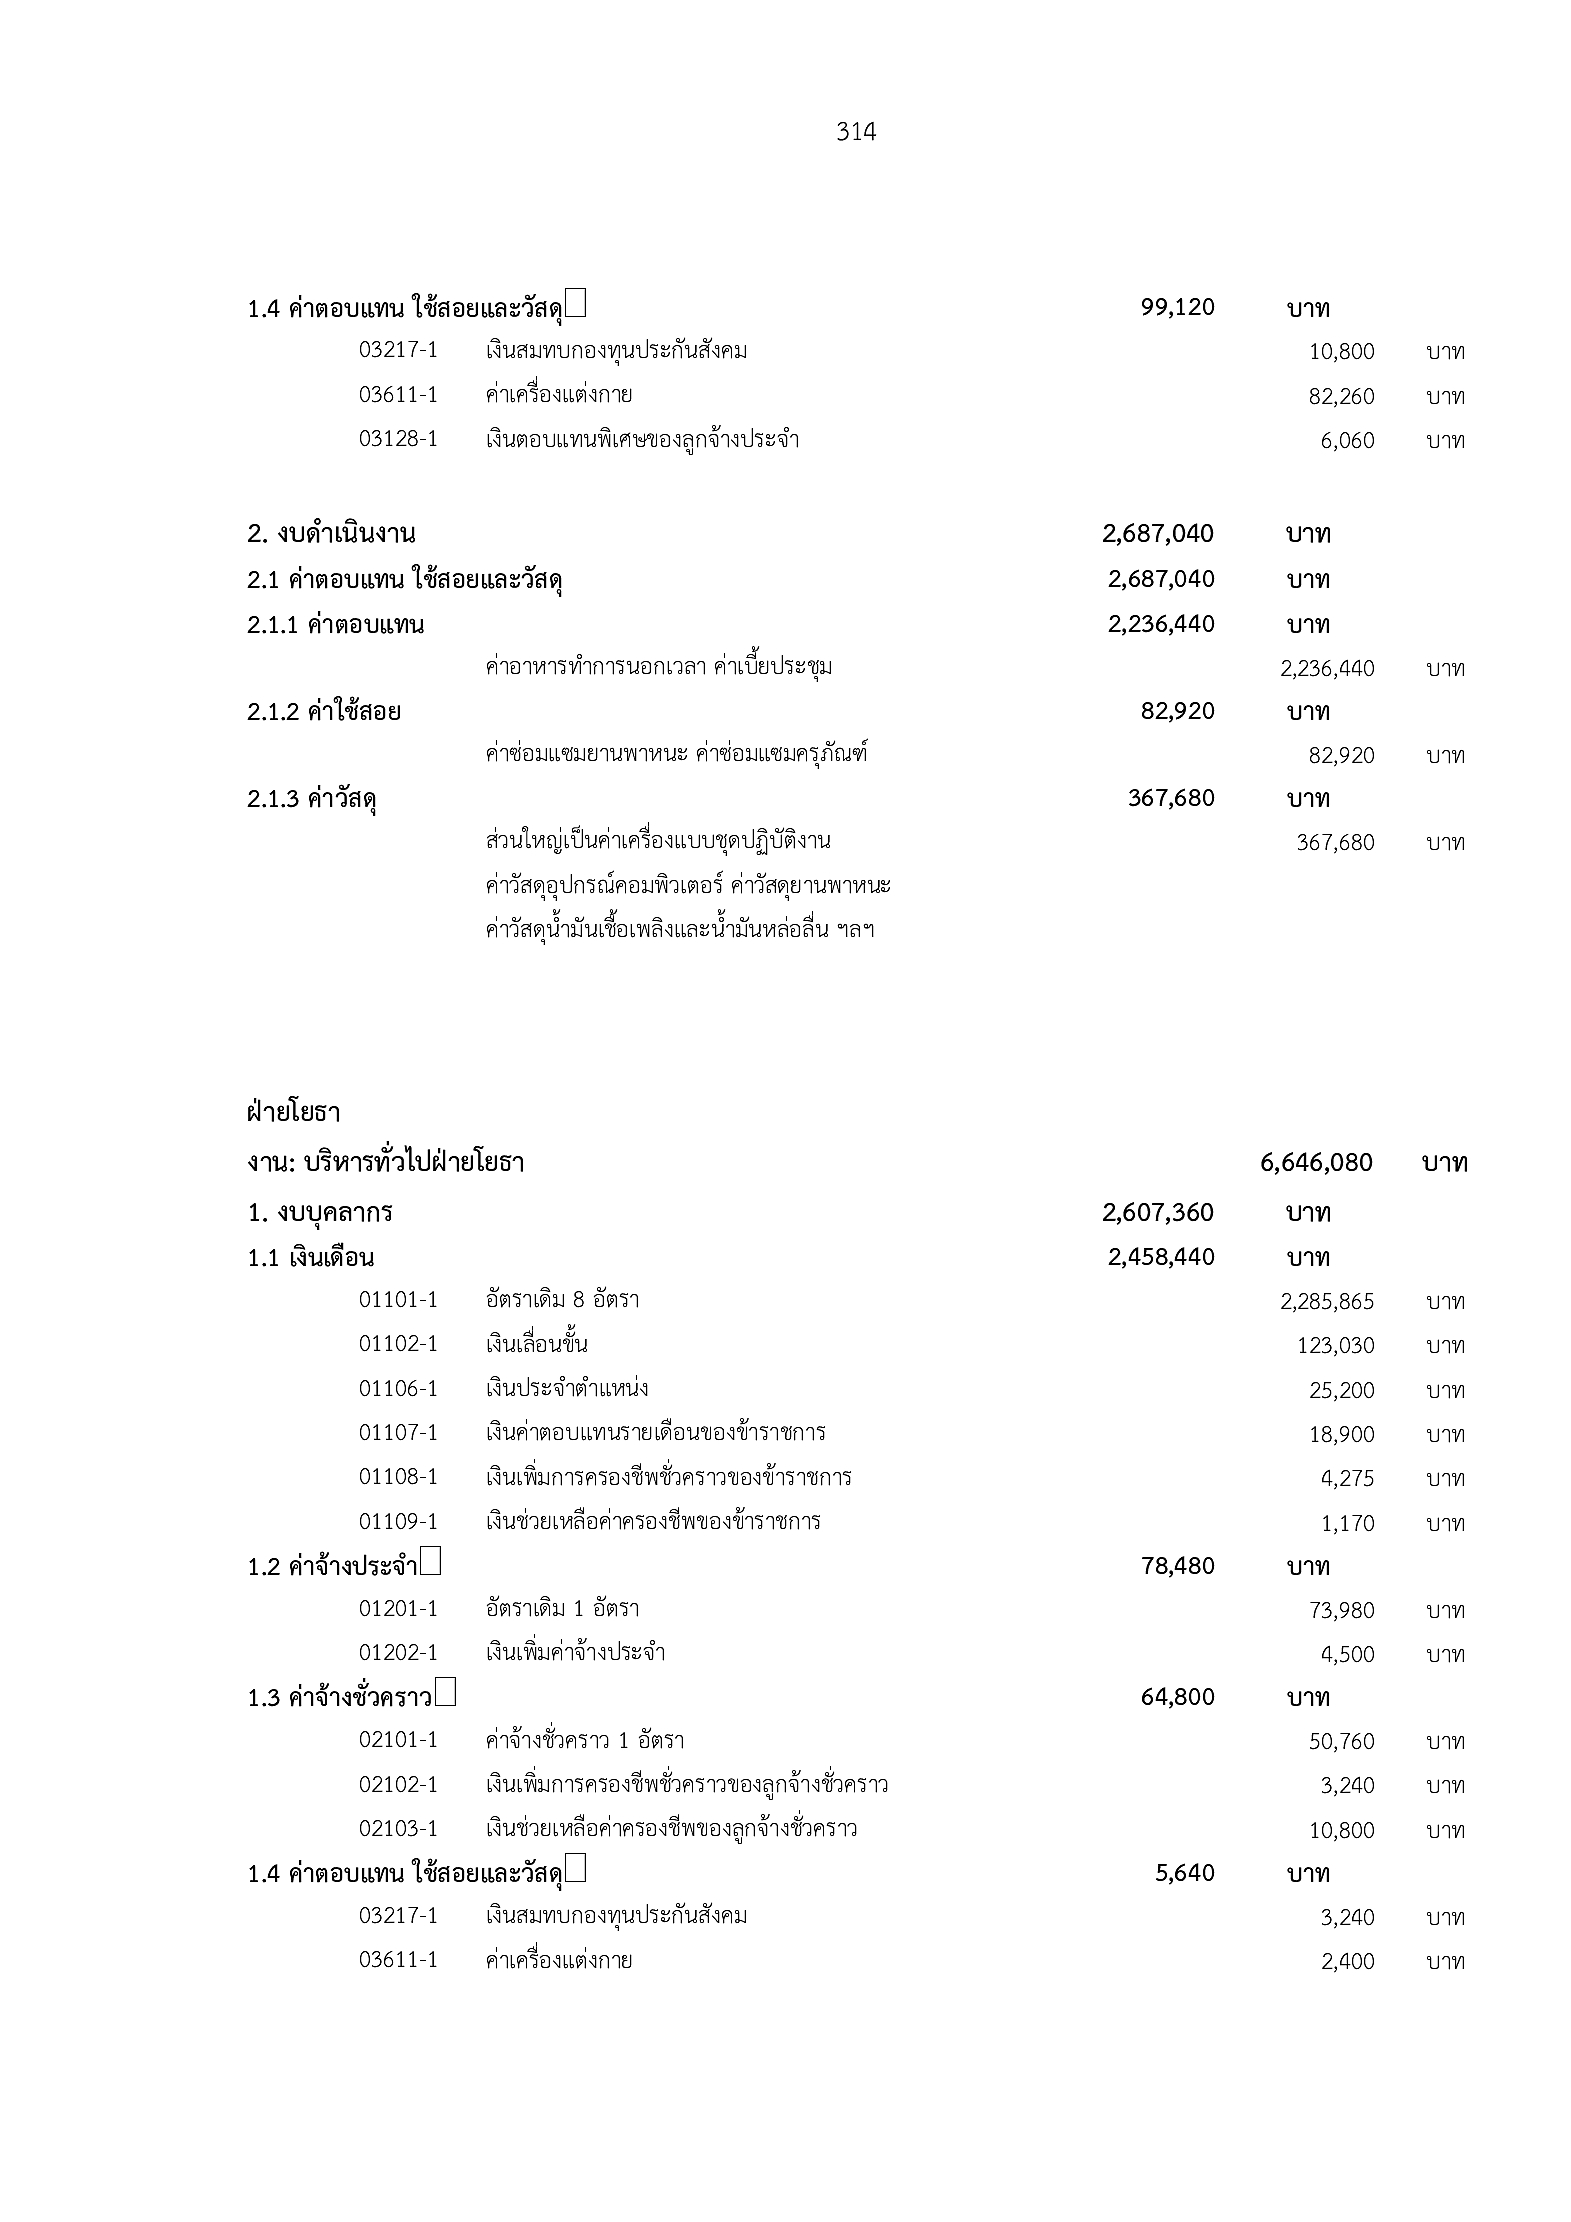 314
1.4 ค่าตอบแทน ใช้สอยและวัสดุ 99,120 บาท
03217-1 เงินสมทบกองทุนประกันสังคม 10,800 บาท
03611-1 ค่าเครื่องแต่งกาย 82,260 บาท
03128-1 เงินตอบแทนพิเศษของลูกจ้างประจำ 6,060 บาท
2. งบดำเนินงาน 2,687,040 บาท
2.1 ค่าตอบแทน ใช้สอยและวัสดุ 2,687,040 บาท
2.1.1 ค่าตอบแทน 2,236,440 บาท
ค่าอาหารทำการนอกเวลา ค่าเบี้ยประชุม 2,236,440 บาท
2.1.2 ค่าใช้สอย 82,920 บาท
ค่าซ่อมแซมยานพาหนะ ค่าซ่อมแซมครุภัณฑ์ 82,920 บาท
2.1.3 ค่าวัสดุ 367,680 บาท
ส่วนใหญ่เป็นค่าเครื่องแบบชุดปฏิบัติงาน 367,680 บาท
ค่าวัสดุอุปกรณ์คอมพิวเตอร์ ค่าวัสดุยานพาหนะ
ค่าวัสดุน้ำมันเชื้อเพลิงและน้ำมันหล่อลื่น ฯลฯ
ฝ่ายโยธา
งาน: บริหารทั่วไปฝ่ายโยธา 6,646,080 บาท
1. งบบุคลากร 2,607,360 บาท
1.1 เงินเดือน 2,458,440 บาท
01101-1 อัตราเดิม 8 อัตรา 2,285,865 บาท
01102-1 เงินเลื่อนขั้น 123,030 บาท
01106-1 เงินประจำตำแหน่ง 25,200 บาท
01107-1 เงินค่าตอบแทนรายเดือนของข้าราชการ 18,900 บาท
01108-1 เงินเพิ่มการครองชีพชั่วคราวของข้าราชการ 4,275 บาท
01109-1 เงินช่วยเหลือค่าครองชีพของข้าราชการ 1,170 บาท
1.2 ค่าจ้างประจำ 78,480 บาท
01201-1 อัตราเดิม 1 อัตรา 73,980 บาท
01202-1 เงินเพิ่มค่าจ้างประจำ 4,500 บาท
1.3 ค่าจ้างชั่วคราว 64,800 บาท
02101-1 ค่าจ้างชั่วคราว 1 อัตรา 50,760 บาท
02102-1 เงินเพิ่มการครองชีพชั่วคราวของลูกจ้างชั่วคราว 3,240 บาท
02103-1 เงินช่วยเหลือค่าครองชีพของลูกจ้างชั่วคราว 10,800 บาท
1.4 ค่าตอบแทน ใช้สอยและวัสดุ 5,640 บาท
03217-1 เงินสมทบกองทุนประกันสังคม 3,240 บาท
03611-1 ค่าเครื่องแต่งกาย 2,400 บาท